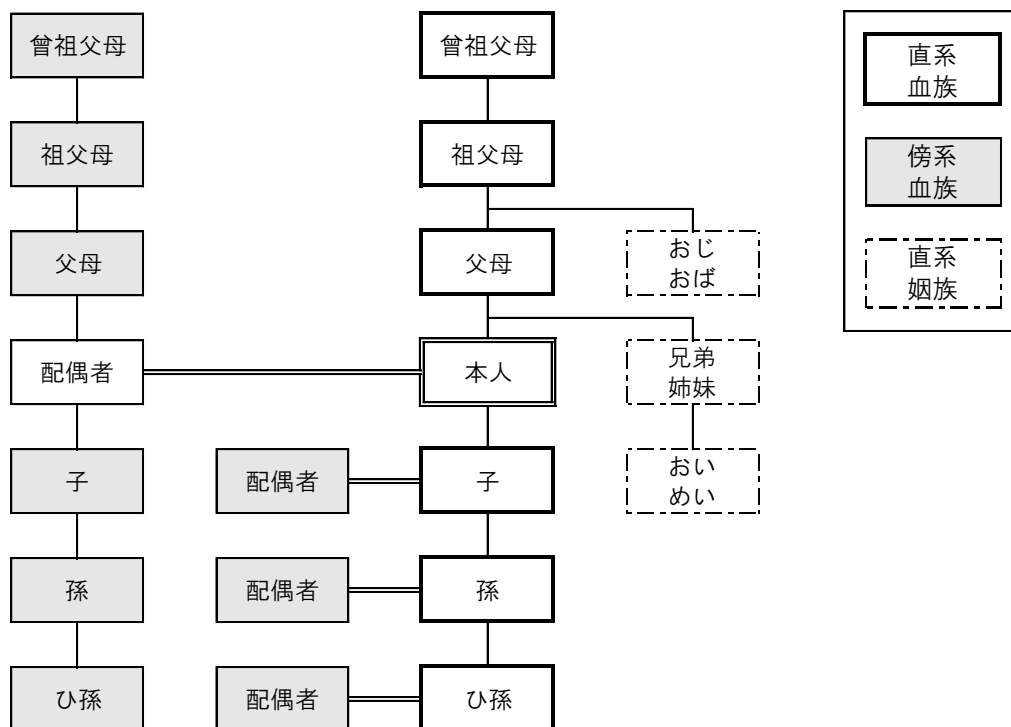 曾祖父母
曾祖父母
直系
血族
祖父母
祖父母
傍系
血族
父母
父母
おじ
おば
直系
姻族
配偶者
本人
兄弟
姉妹
子
配偶者
子
おい
めい
孫
配偶者
孫
ひ孫
配偶者
ひ孫